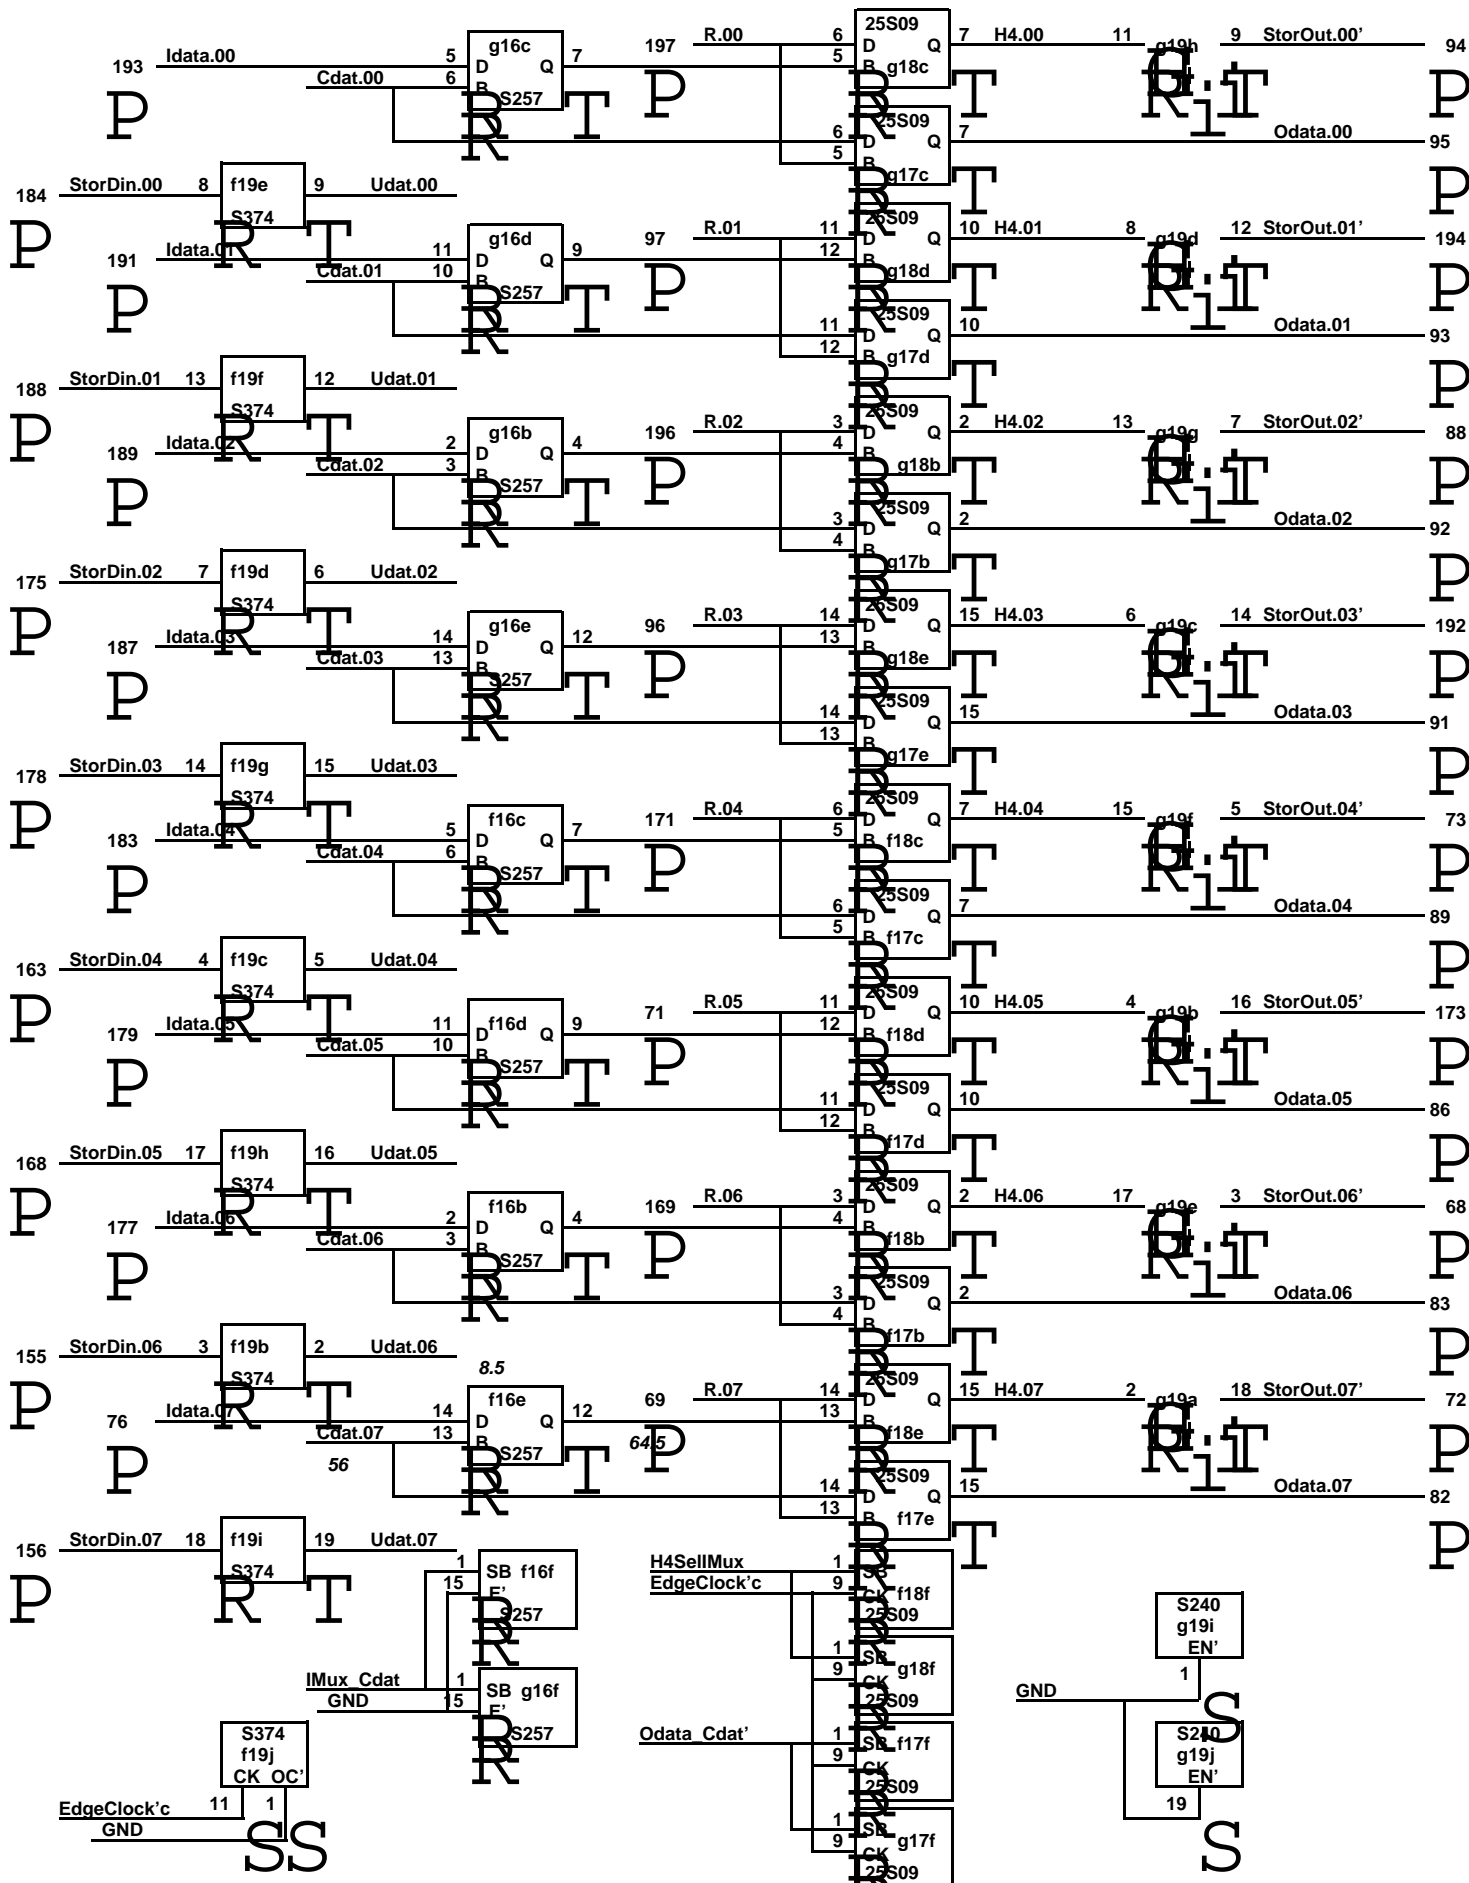 25S09
g16c 197 R.00 6 D Q 7 H4.00 11 g19h 9 StorOut.00' 94
193 Idata.00 5 D Q 7 5 B g18c
Cdat.00 6 B S257
P R T P R T G R i T P
25S09
6 D Q 7 Odata.00 95
5 B g17c
184 StorDin.00 8 f19e 9 Udat.00
S374
25S09
g16d 97 R.01 11 D Q 10 H4.01 8 g19d 12 StorOut.01' 194
191 Idata.01 11 D Q 9 12 B g18d
Cdat.01 10 B S257
25S09
11 D Q 10 Odata.01 93
12 B g17d
188 StorDin.01 13 f19f 12 Udat.01
S374
25S09
g16b 196 R.02 3 D Q 2 H4.02 13 g19g 7 StorOut.02' 88
189 Idata.02 2 D Q 4 4 B g18b
Cdat.02 3 B S257
25S09
3 D Q 2 Odata.02 92
4 B g17b
175 StorDin.02 7 f19d 6 Udat.02
S374
25S09
g16e 96 R.03 14 D Q 15 H4.03 6 g19c 14 StorOut.03' 192
187 Idata.03 14 D Q 12 13 B g18e
Cdat.03 13 B S257
25S09
14 D Q 15 Odata.03 91
13 B g17e
178 StorDin.03 14 f19g 15 Udat.03
S374
25S09
f16c 171 R.04 6 D Q 7 H4.04 15 g19f 5 StorOut.04' 73
183 Idata.04 5 D Q 7 5 B f18c
Cdat.04 6 B S257
25S09
6 D Q 7 Odata.04 89
5 B f17c
163 StorDin.04 4 f19c 5 Udat.04
S374
25S09
f16d 71 R.05 11 D Q 10 H4.05 4 g19b 16 StorOut.05' 173
179 Idata.05 11 D Q 9 12 B f18d
Cdat.05 10 B S257
25S09
11 D Q 10 Odata.05 86
12 B f17d
168 StorDin.05 17 f19h 16 Udat.05
S374
25S09
f16b 169 R.06 3 D Q 2 H4.06 17 g19e 3 StorOut.06' 68
177 Idata.06 2 D Q 4 4 B f18b
Cdat.06 3 B S257
25S09
3 D Q 2 Odata.06 83
4 B f17b
155 StorDin.06 3 f19b 2 Udat.06
S374
8.5
25S09
f16e 69 R.07 14 D Q 15 H4.07 2 g19a 18 StorOut.07' 72
76 Idata.07 14 D Q 12 13 B f18e
Cdat.07 13 B S257 64.5
56
25S09
14 D Q 15 Odata.07 82
13 B f17e
156 StorDin.07 18 f19i 19 Udat.07
S374
1 SB f16f
15 E' S257
H4SelIMux 1 SB
EdgeClock'c 9 CK f18f
25S09
S240
g19i
EN'
1
1 SB g18f
9 CK
25S09
IMux_Cdat 1 SB g16f
GND 15 E' S257
GND
Odata_Cdat' 1 SB f17f
9 CK
25S09
S240
g19j
EN'
19
S374
f19j
CK OC'
EdgeClock'c 11 1
GND
1 SB g17f
9 CK
25S09
SS S